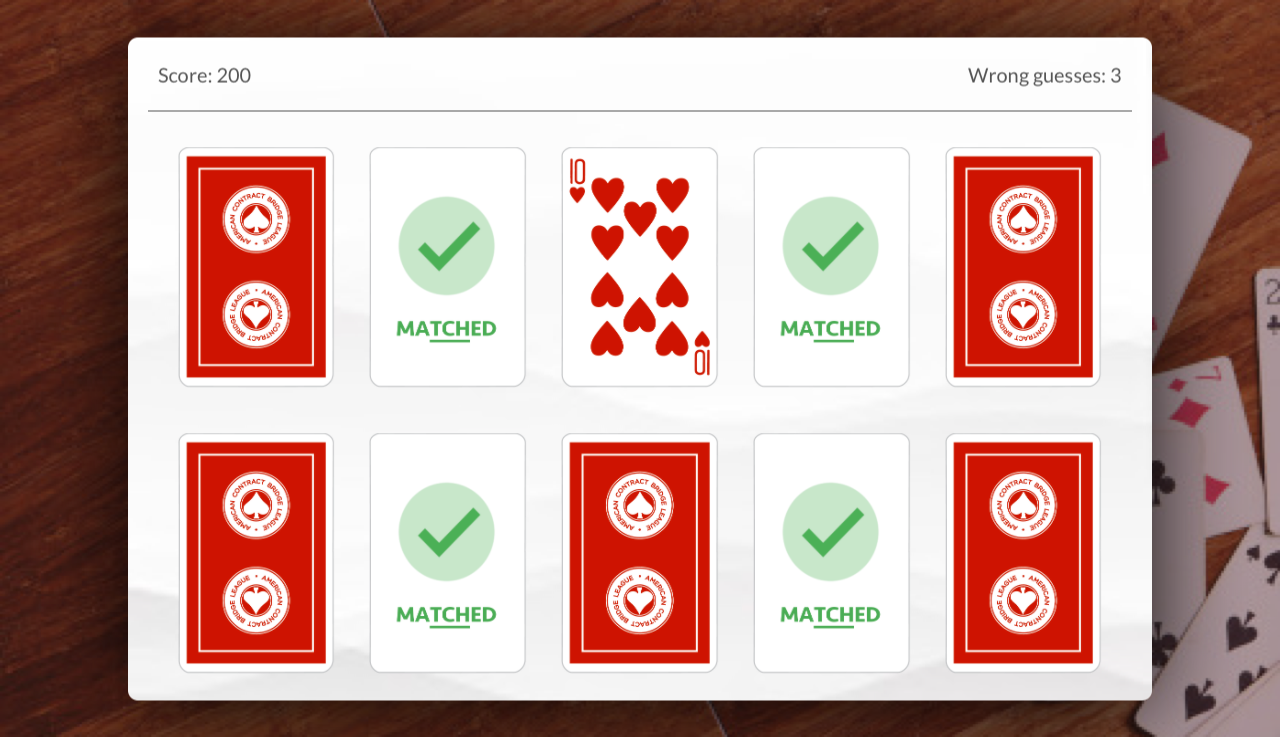 Score: 200
Wrong guesses: 3
AMERICAN CONTRACT BRIDGE LEAGUE •
AMERICAN CONTRACT BRIDGE LEAGUE •
MATCHED
10
10
MATCHED
AMERICAN CONTRACT BRIDGE LEAGUE •
AMERICAN CONTRACT BRIDGE LEAGUE •
2
7
AMERICAN CONTRACT BRIDGE LEAGUE •
AMERICAN CONTRACT BRIDGE LEAGUE •
MATCHED
AMERICAN CONTRACT BRIDGE LEAGUE •
AMERICAN CONTRACT BRIDGE LEAGUE •
MATCHED
AMERICAN CONTRACT BRIDGE LEAGUE •
AMERICAN CONTRACT BRIDGE LEAGUE •